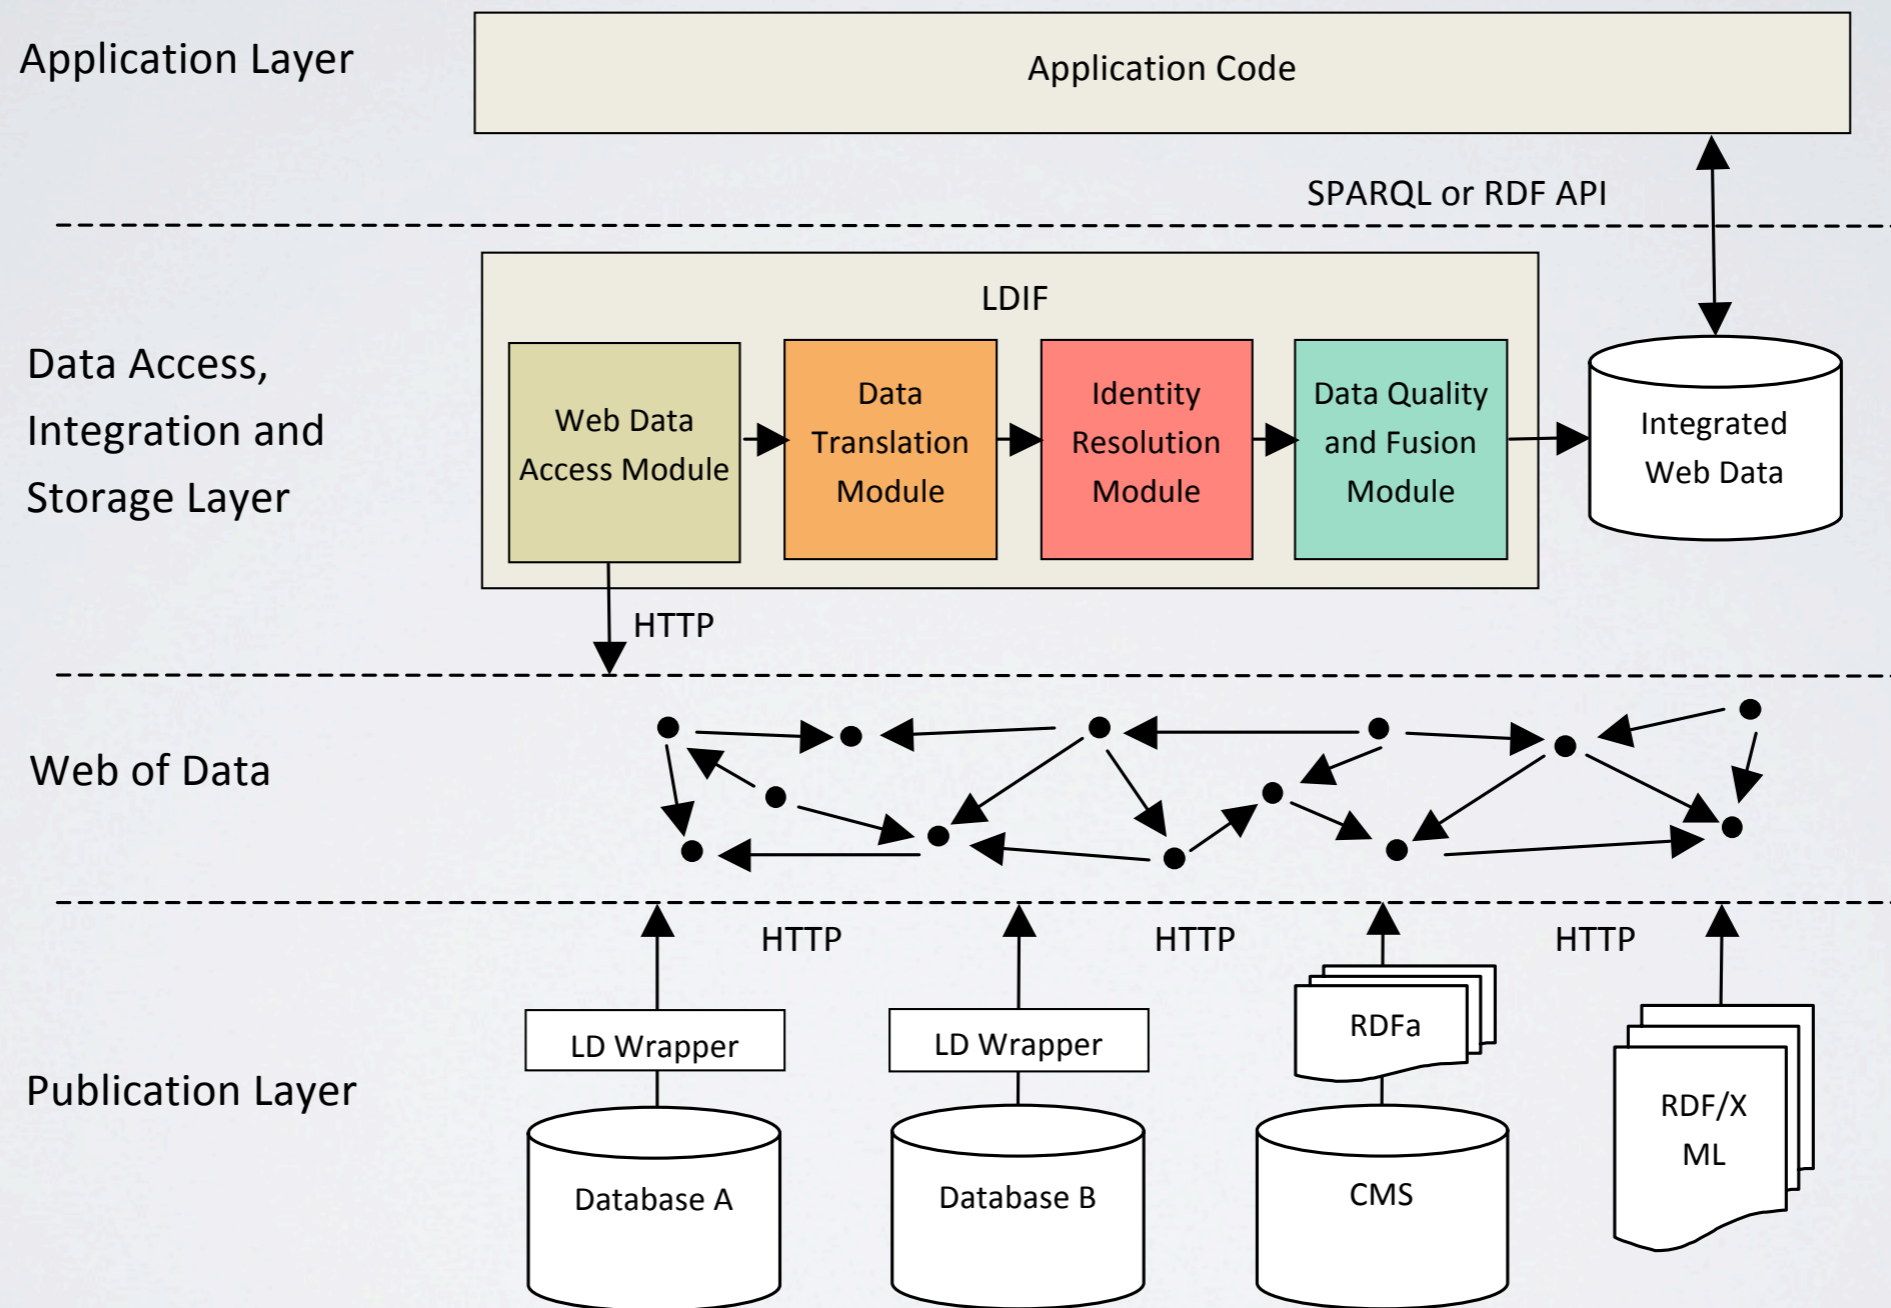 Application Layer
Application Code
SPARQL or RDF API
Data Access,
Integration and
Storage Layer
LDIF
Web Data
Access Module
Data
Translation
Module
Identity
Resolution
Module
Data Quality
and Fusion
Module
Integrated
Web Data
HTTP
Web of Data
HTTP
HTTP
HTTP
Publication Layer
LD Wrapper
LD Wrapper
RDFa
RDF/X
ML
Database A
Database B
CMS